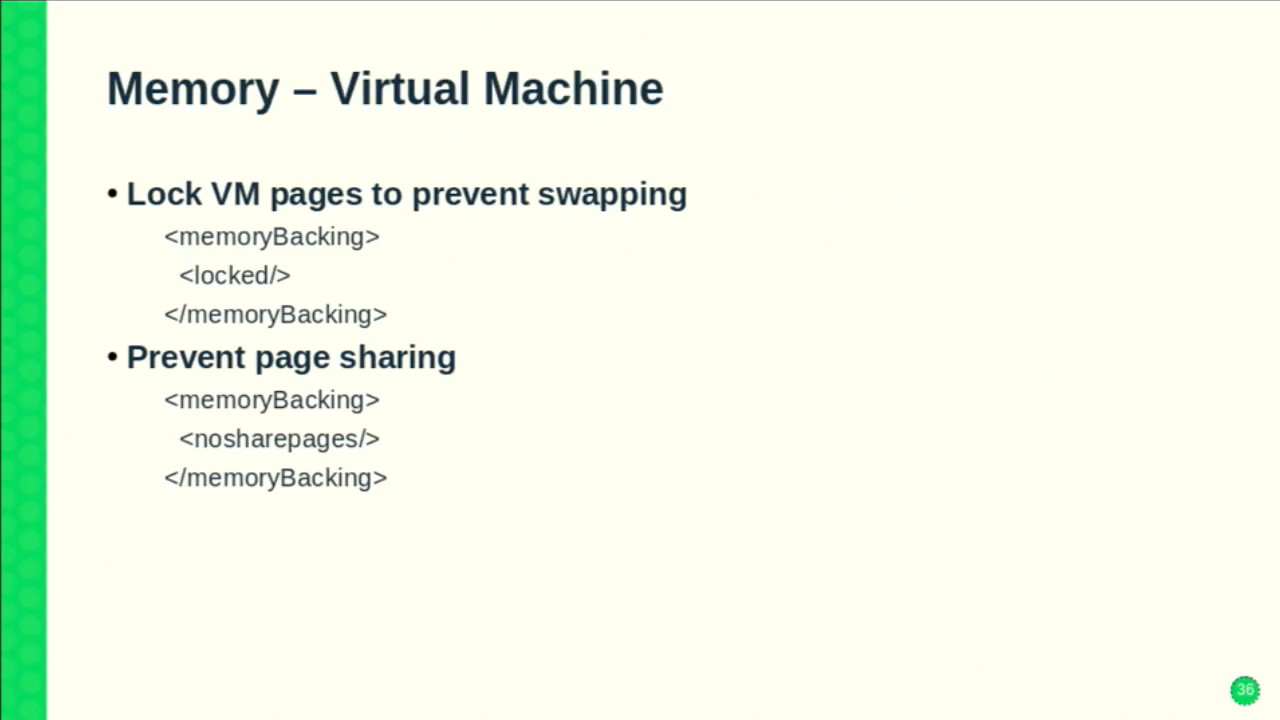 Memory – Virtual Machine
• Lock VM pages to prevent swapping
<memoryBacking>
<locked/>
</memoryBacking>
• Prevent page sharing
<memoryBacking>
<nosharepages/>
</memoryBacking>
36